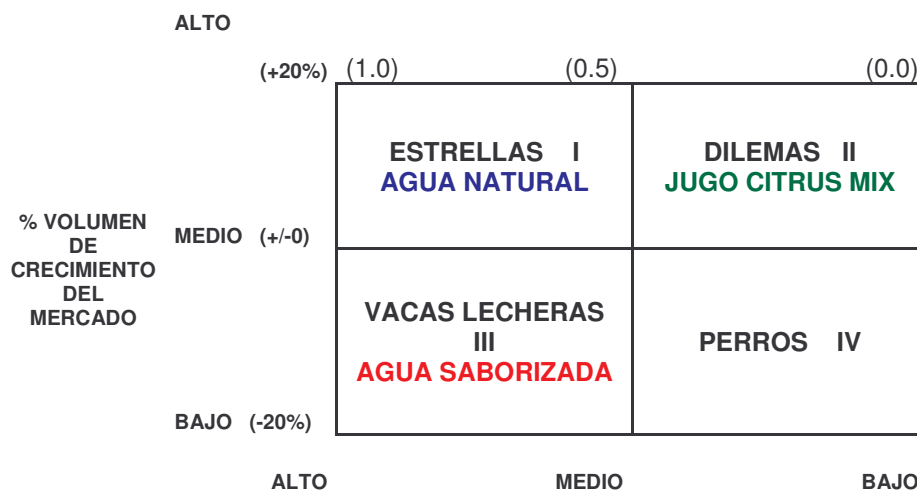 ALTO
(+20%) (1.0) (0.5) (0.0)
ESTRELLAS I
AGUA NATURAL
DILEMAS II
JUGO CITRUS MIX
% VOLUMEN
DE
CRECIMIENTO
DEL
MERCADO
MEDIO (+/-0)
VACAS LECHERAS
III
AGUA SABORIZADA
PERROS IV
BAJO (-20%)
ALTO MEDIO BAJO